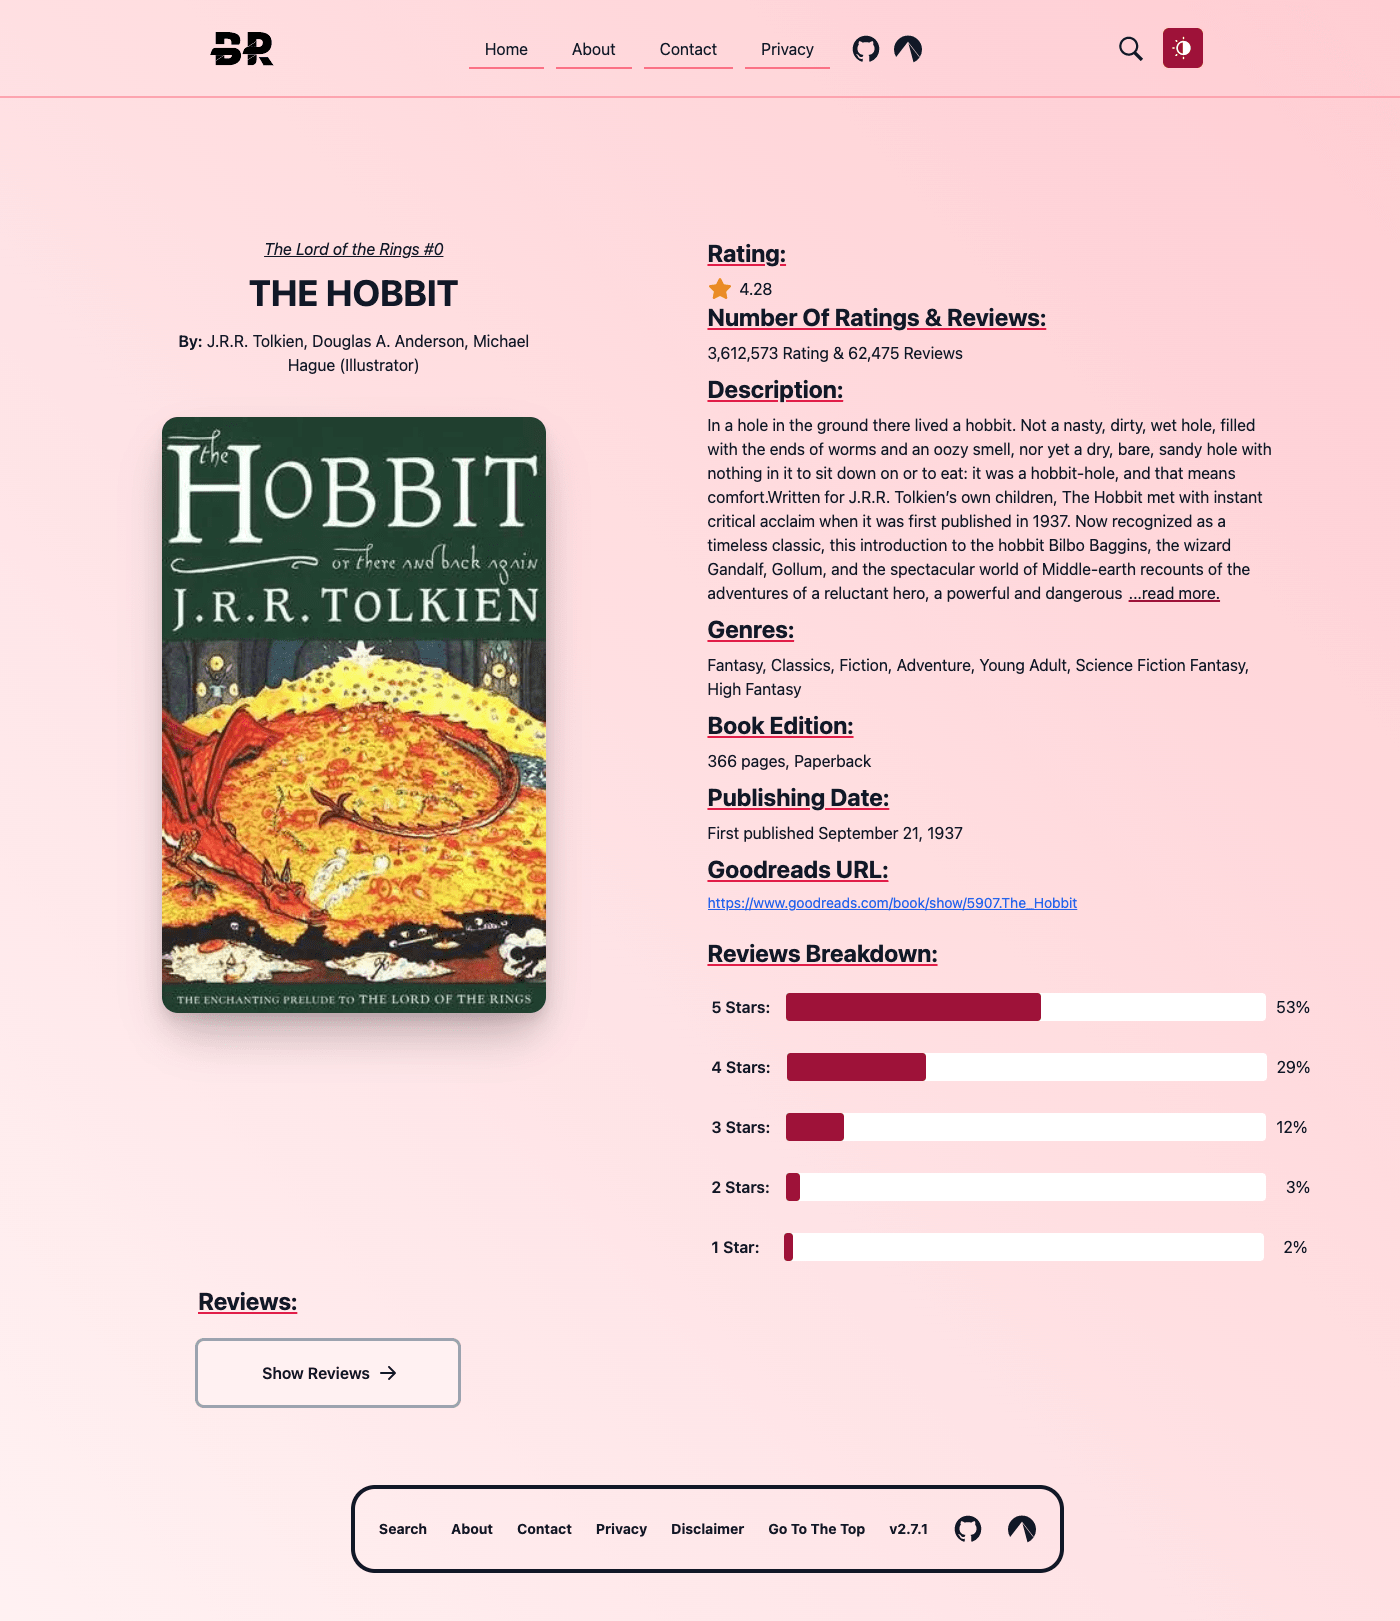 BR
Home About Contact Privacy
The Lord of the Rings #0
THE HOBBIT
By: J.R.R. Tolkien, Douglas A. Anderson, Michael
Hague (Illustrator)
the
HOBBIT
or there and back again
J.R.R. TOLKIEN
THE ENCHANTING PRELUDE TO THE LORD OF THE RINGS
Rating:
4.28
Number Of Ratings & Reviews:
3,612,573 Rating & 62,475 Reviews
Description:
In a hole in the ground there lived a hobbit. Not a nasty, dirty, wet hole, filled
with the ends of worms and an oozy smell, nor yet a dry, bare, sandy hole with
nothing in it to sit down on or to eat: it was a hobbit-hole, and that means
comfort.Written for J.R.R. Tolkien’s own children, The Hobbit met with instant
critical acclaim when it was first published in 1937. Now recognized as a
timeless classic, this introduction to the hobbit Bilbo Baggins, the wizard
Gandalf, Gollum, and the spectacular world of Middle-earth recounts of the
adventures of a reluctant hero, a powerful and dangerous ...read more.
Genres:
Fantasy, Classics, Fiction, Adventure, Young Adult, Science Fiction Fantasy,
High Fantasy
Book Edition:
366 pages, Paperback
Publishing Date:
First published September 21, 1937
Goodreads URL:
https://www.goodreads.com/book/show/5907.The_Hobbit
Reviews Breakdown:
5 Stars: 53%
4 Stars: 29%
3 Stars: 12%
2 Stars: 3%
1 Star: 2%
Reviews:
Show Reviews
Search About Contact Privacy Disclaimer Go To The Top v2.7.1